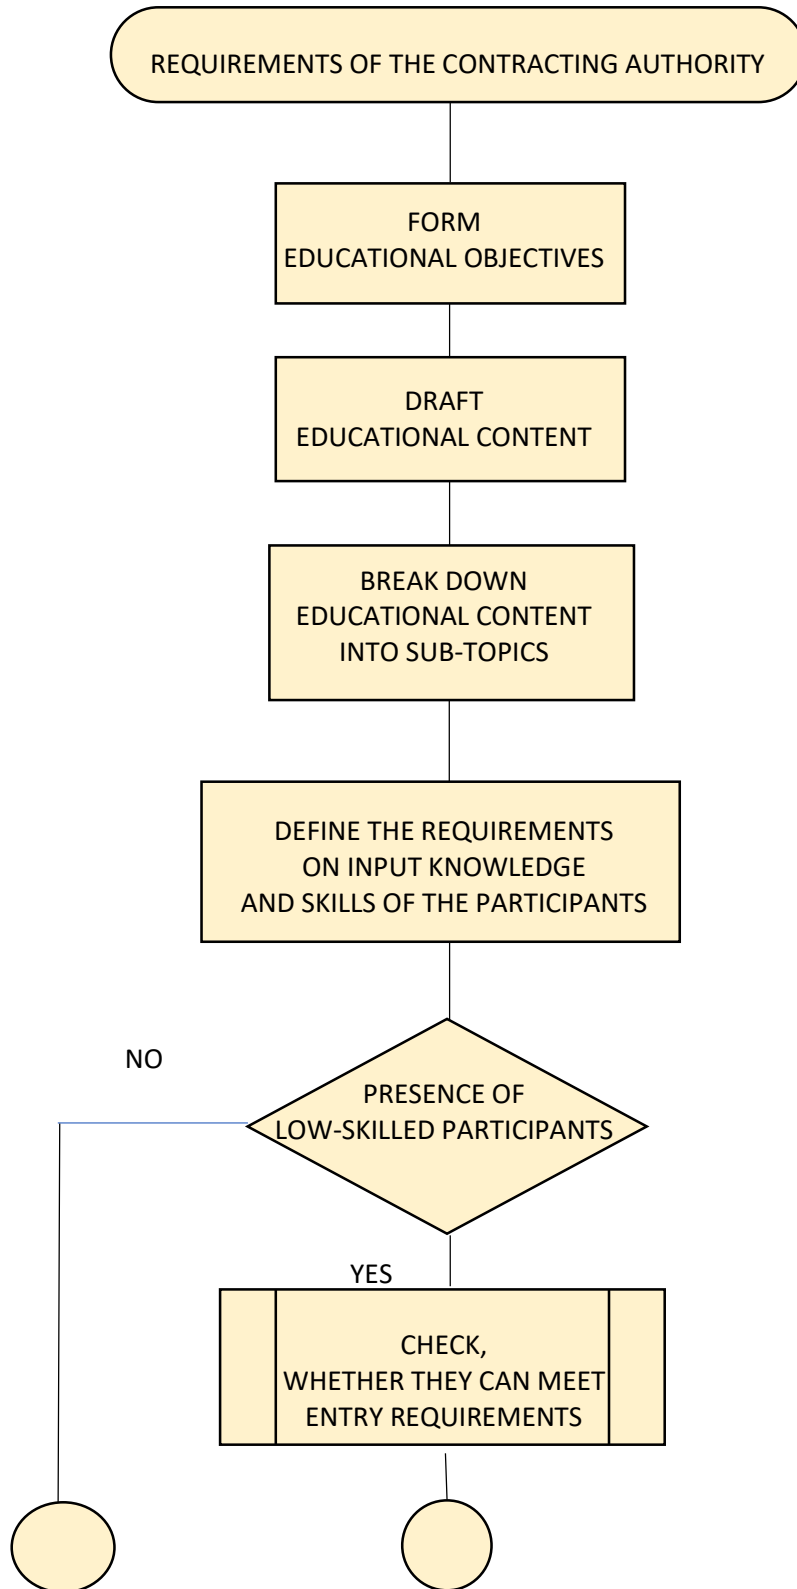 REQUIREMENTS OF THE CONTRACTING AUTHORITY
FORM
EDUCATIONAL OBJECTIVES
DRAFT
EDUCATIONAL CONTENT
BREAK DOWN
EDUCATIONAL CONTENT
INTO SUB-TOPICS
DEFINE THE REQUIREMENTS
ON INPUT KNOWLEDGE
AND SKILLS OF THE PARTICIPANTS
NO
PRESENCE OF
LOW-SKILLED PARTICIPANTS
YES
CHECK,
WHETHER THEY CAN MEET
ENTRY REQUIREMENTS